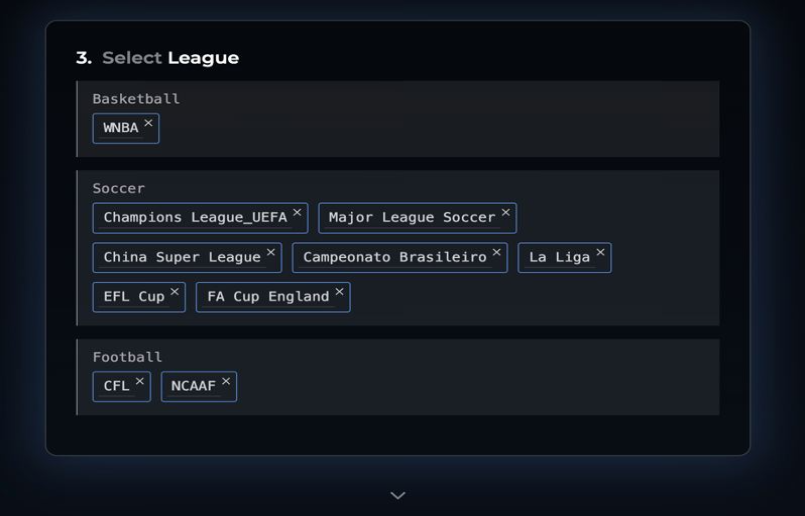 3. Select League
Basketball
WNBA ×
Soccer
Champions League_UEFA × Major League Soccer ×
China Super League × Campeonato Brasileiro × La Liga ×
EFL Cup × FA Cup England ×
Football
CFL × NCAAF ×